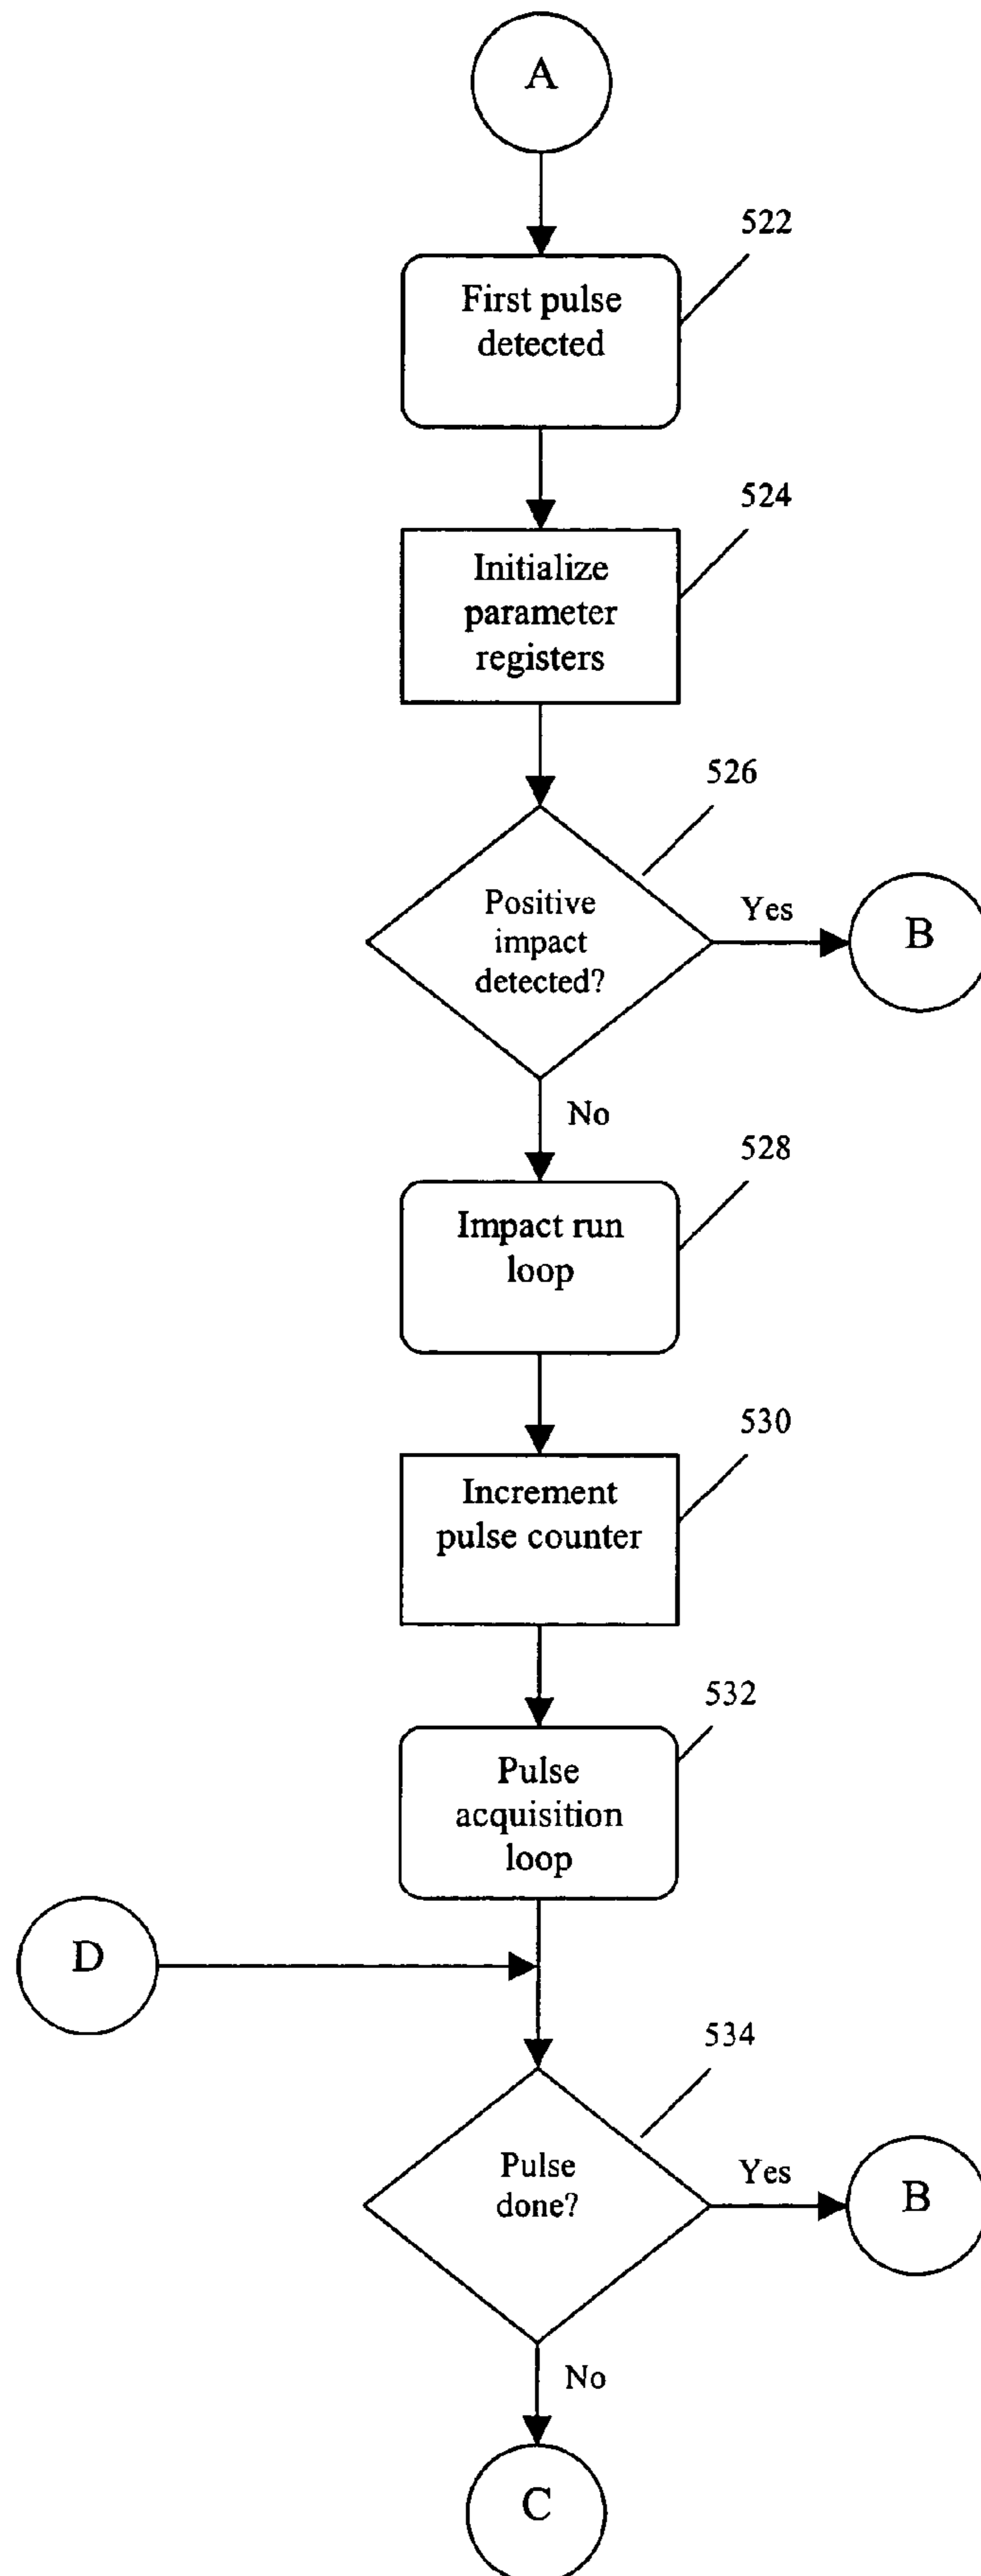 A
522
First pulse
detected
524
Initialize
parameter
registers
526
Positive
impact
detected?
Yes
B
No
528
Impact run
loop
530
Increment
pulse counter
532
Pulse
acquisition
loop
D
534
Pulse
done?
Yes
B
No
C